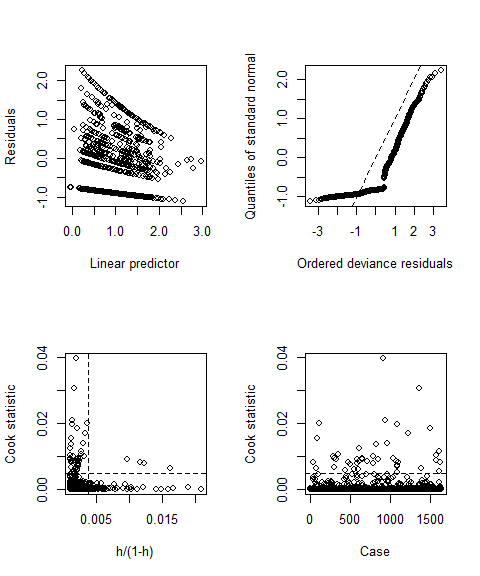 Residuals
-1.0 0.0 1.0 2.0
0.0 1.0 2.0 3.0
Linear predictor
Quantiles of standard normal
-1.0 0.0 1.0 2.0
-3 -1 1 2 3
Ordered deviance residuals
Cook statistic
0.00 0.02 0.04
0.005 0.015
h/(1-h)
Cook statistic
0.00 0.02 0.04
0 500 1000 1500
Case